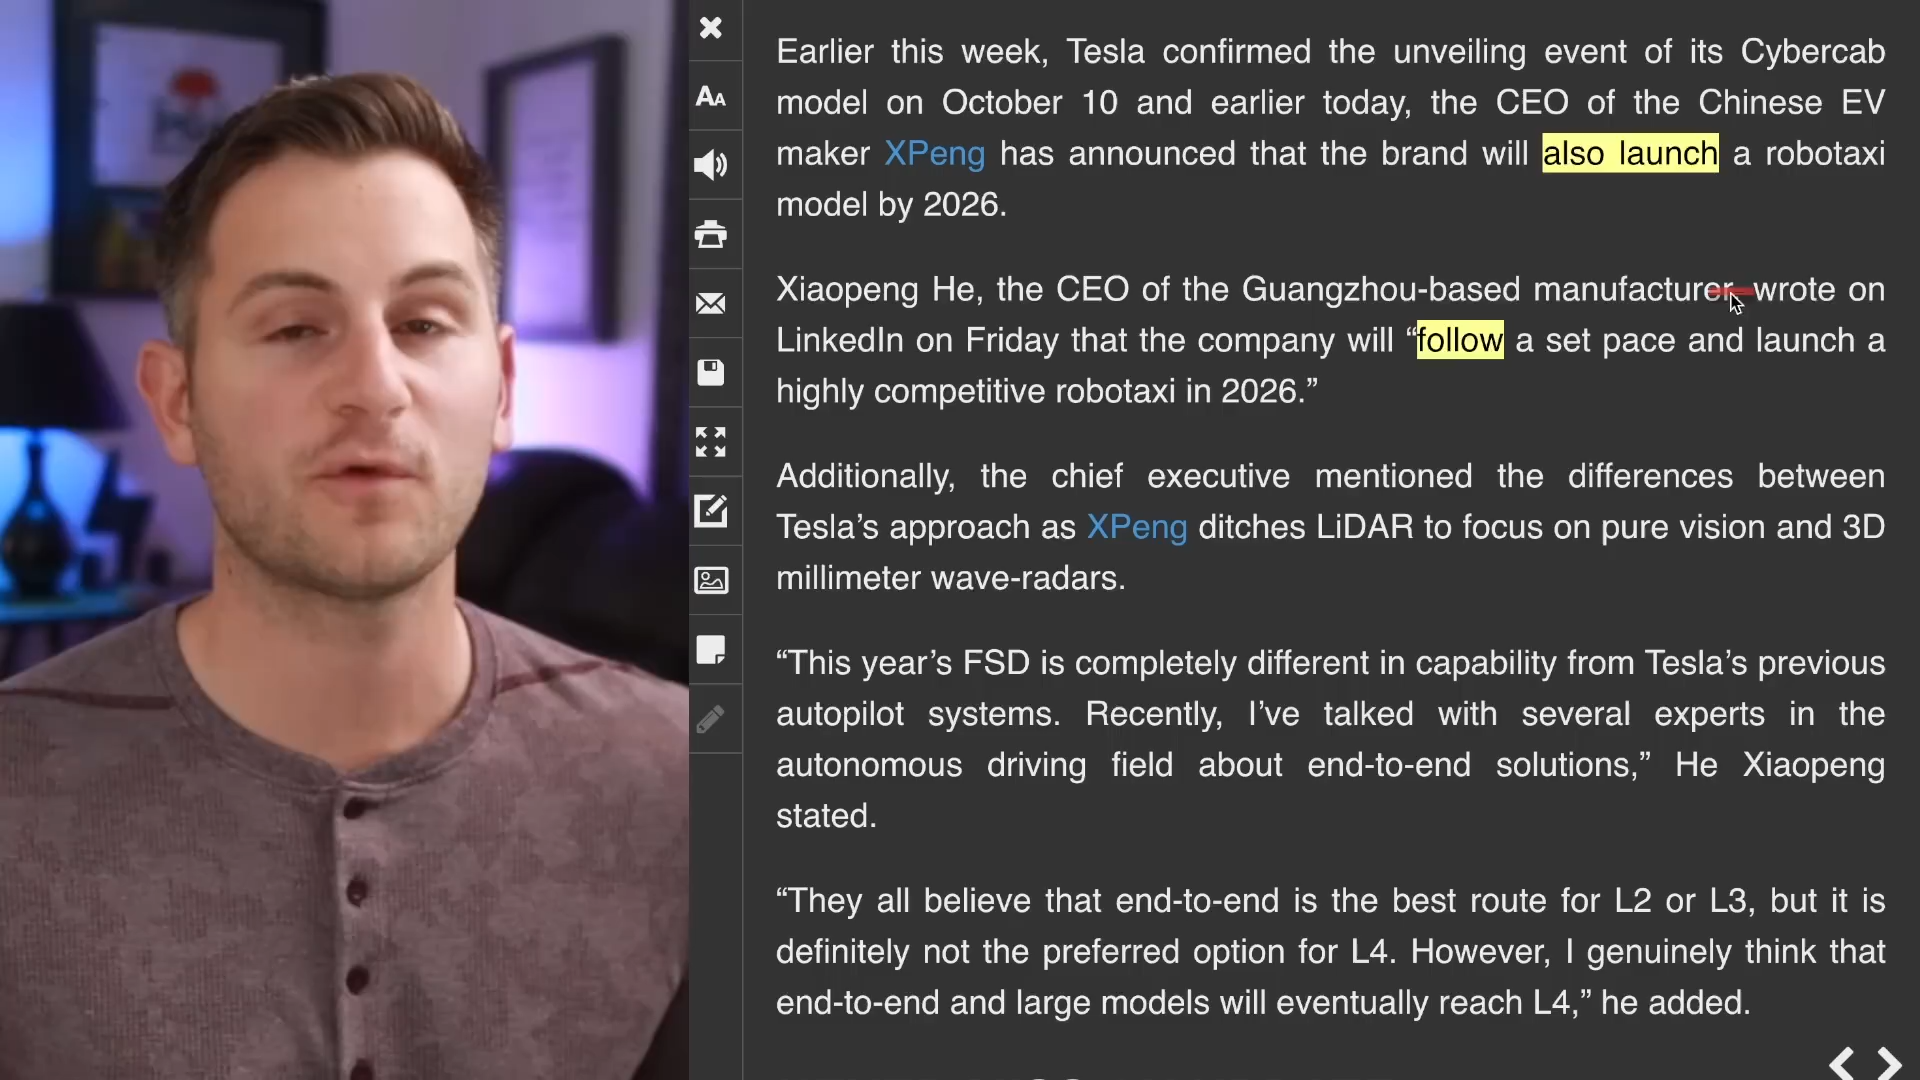 Earlier this week, Tesla confirmed the unveiling event of its Cybercab
model on October 10 and earlier today, the CEO of the Chinese EV
maker XPeng has announced that the brand will also launch a robotaxi
model by 2026.
Xiaopeng He, the CEO of the Guangzhou-based manufacturer wrote on
LinkedIn on Friday that the company will “follow a set pace and launch a
highly competitive robotaxi in 2026.”
Additionally, the chief executive mentioned the differences between
Tesla’s approach as XPeng ditches LiDAR to focus on pure vision and 3D
millimeter wave-radars.
“This year’s FSD is completely different in capability from Tesla’s previous
autopilot systems. Recently, I’ve talked with several experts in the
autonomous driving field about end-to-end solutions,” He Xiaopeng
stated.
“They all believe that end-to-end is the best route for L2 or L3, but it is
definitely not the preferred option for L4. However, I genuinely think that
end-to-end and large models will eventually reach L4,” he added.